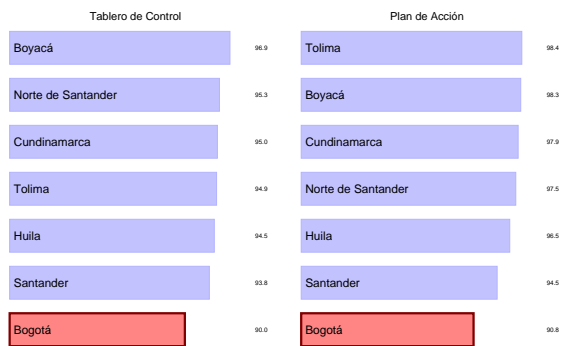 Tablero de Control
Boyacá 96.9
Norte de Santander 95.3
Cundinamarca 95.0
Tolima 94.9
Huila 94.5
Santander 93.8
Bogotá 90.0
Plan de Acción
Tolima 98.4
Boyacá 98.3
Cundinamarca 97.9
Norte de Santander 97.5
Huila 96.5
Santander 94.5
Bogotá 90.8